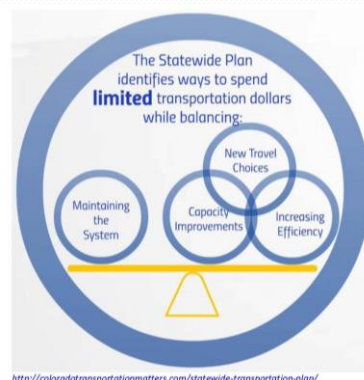 The Statewide Plan
identifies ways to spend
limited transportation dollars
while balancing:
New Travel
Choices
Maintaining
the
System
Capacity
Improvements
Increasing
Efficiency
http://coloradotransportationmatters.com/statewide-transportation-plan/